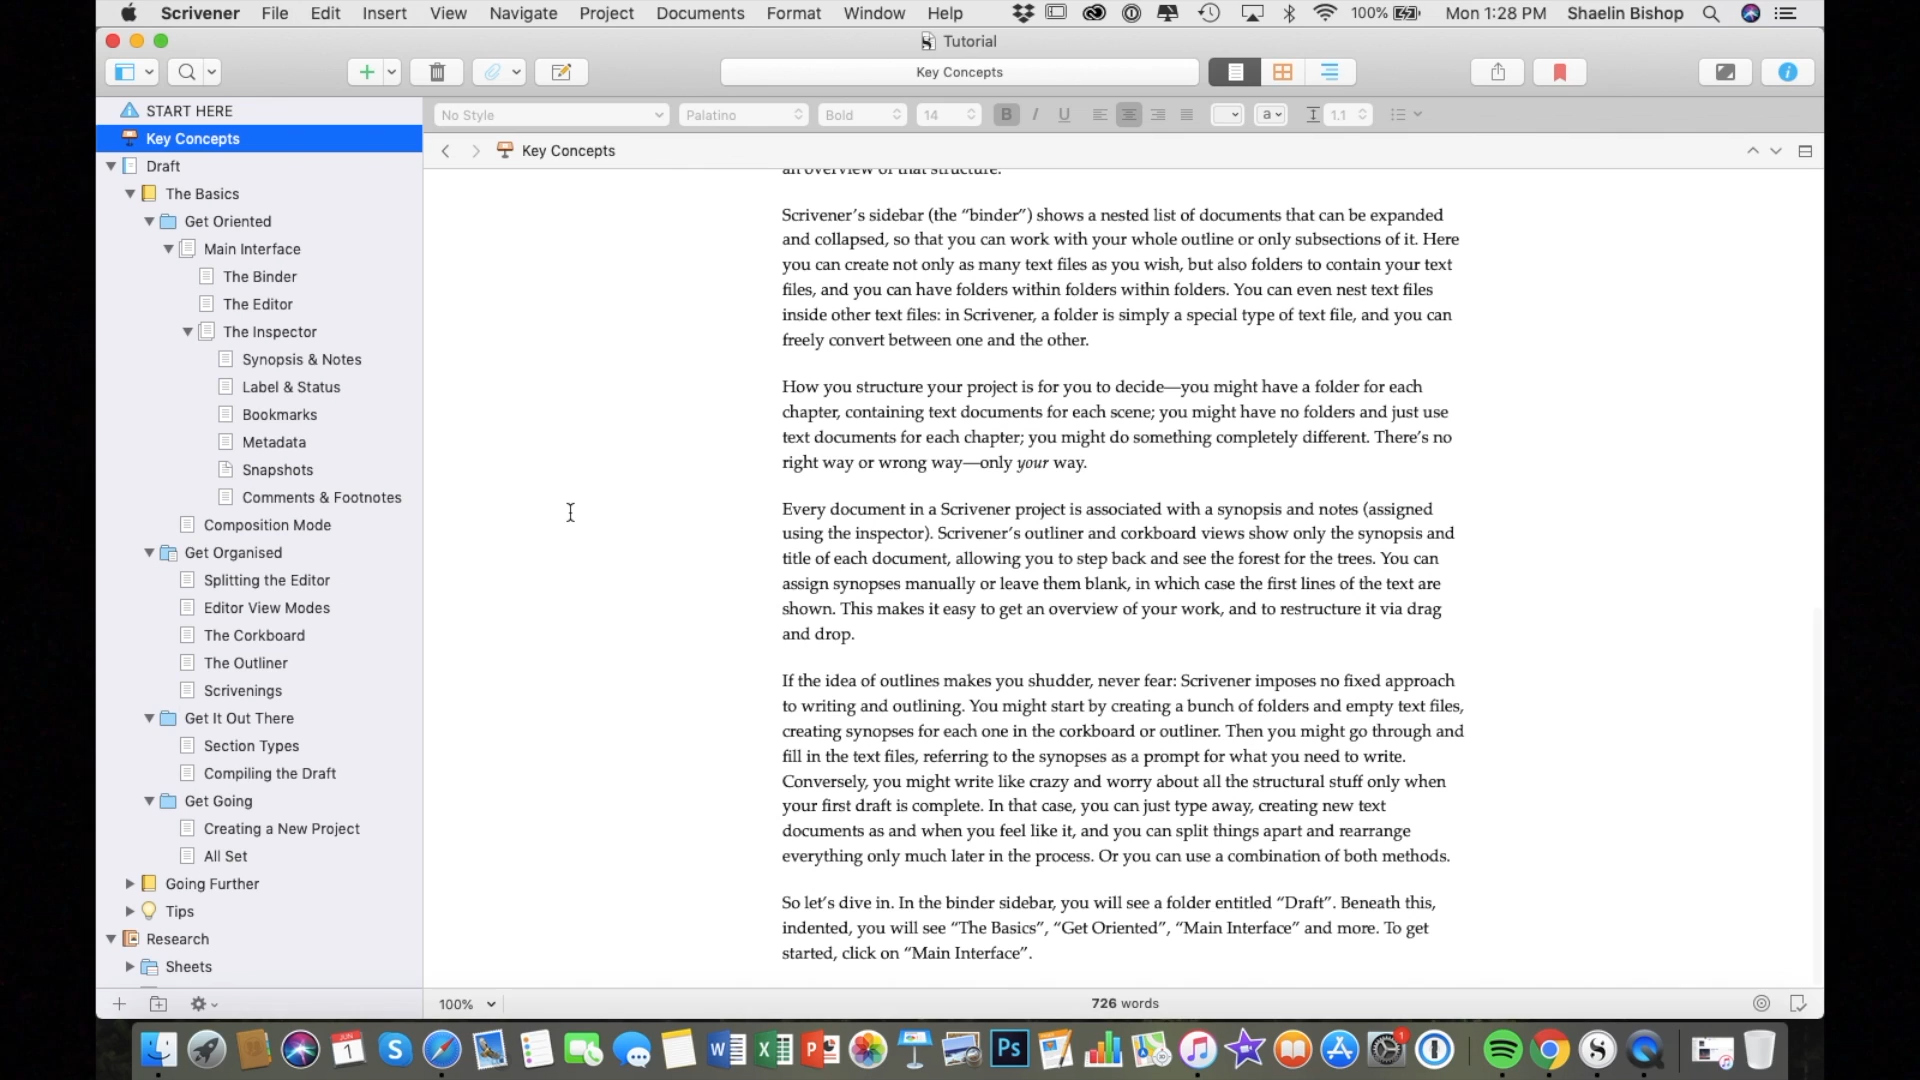 Scrivener File Edit Insert View Navigate Project Documents Format Window Help 100% Mon 1:28 PM Shaelin Bishop
Tutorial
Key Concepts
No Style Palatino Bold 14 B I U a 1.1
Key Concepts
START HERE
Key Concepts
Draft
The Basics
Get Oriented
Main Interface
The Binder
The Editor
The Inspector
Synopsis & Notes
Label & Status
Bookmarks
Metadata
Snapshots
Comments & Footnotes
Composition Mode
Get Organised
Splitting the Editor
Editor View Modes
The Corkboard
The Outliner
Scrivenings
Get It Out There
Section Types
Compiling the Draft
Get Going
Creating a New Project
All Set
Going Further
Tips
Research
Sheets
an overview of that structure.
Scrivener’s sidebar (the “binder”) shows a nested list of documents that can be expanded
and collapsed, so that you can work with your whole outline or only subsections of it. Here
you can create not only as many text files as you wish, but also folders to contain your text
files, and you can have folders within folders within folders. You can even nest text files
inside other text files: in Scrivener, a folder is simply a special type of text file, and you can
freely convert between one and the other.
How you structure your project is for you to decide—you might have a folder for each
chapter, containing text documents for each scene; you might have no folders and just use
text documents for each chapter; you might do something completely different. There’s no
right way or wrong way—only your way.
Every document in a Scrivener project is associated with a synopsis and notes (assigned
using the inspector). Scrivener’s outliner and corkboard views show only the synopsis and
title of each document, allowing you to step back and see the forest for the trees. You can
assign synopses manually or leave them blank, in which case the first lines of the text are
shown. This makes it easy to get an overview of your work, and to restructure it via drag
and drop.
If the idea of outlines makes you shudder, never fear: Scrivener imposes no fixed approach
to writing and outlining. You might start by creating a bunch of folders and empty text files,
creating synopses for each one in the corkboard or outliner. Then you might go through and
fill in the text files, referring to the synopses as a prompt for what you need to write.
Conversely, you might write like crazy and worry about all the structural stuff only when
your first draft is complete. In that case, you can just type away, creating new text
documents as and when you feel like it, and you can split things apart and rearrange
everything only much later in the process. Or you can use a combination of both methods.
So let’s dive in. In the binder sidebar, you will see a folder entitled “Draft”. Beneath this,
indented, you will see “The Basics”, “Get Oriented”, “Main Interface” and more. To get
started, click on “Main Interface”.
100% 726 words
JUN 1 S W X P Ps 1